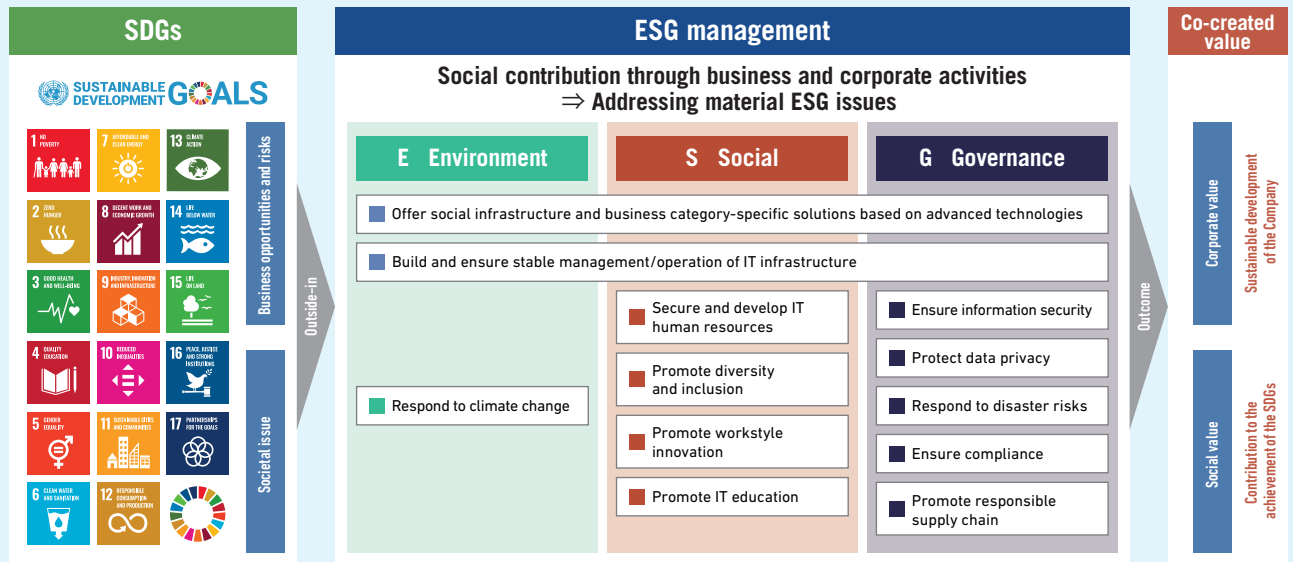 SDGs
SUSTAINABLE
DEVELOPMENT
GOALS
1 NO
POVERTY
7 AFFORDABLE AND
CLEAN ENERGY
13 CLIMATE
ACTION
2 ZERO
HUNGER
8 DECENT WORK AND
ECONOMIC GROWTH
14 LIFE
BELOW WATER
3 GOOD HEALTH
AND WELL-BEING
9 INDUSTRY, INNOVATION
AND INFRASTRUCTURE
15 LIFE
ON LAND
4 QUALITY
EDUCATION
10 REDUCED
INEQUALITIES
16 PEACE, JUSTICE
AND STRONG
INSTITUTIONS
5 GENDER
EQUALITY
11 SUSTAINABLE CITIES
AND COMMUNITIES
17 PARTNERSHIPS
FOR THE GOALS
6 CLEAN WATER
AND SANITATION
12 RESPONSIBLE
CONSUMPTION
AND PRODUCTION
Business opportunities and risks
Societal issue
Outside-in
ESG management
Social contribution through business and corporate activities
⇒ Addressing material ESG issues
E Environment
S Social
G Governance
Offer social infrastructure and business category-specific solutions based on advanced technologies
Build and ensure stable management/operation of IT infrastructure
Respond to climate change
Secure and develop IT
human resources
Promote diversity
and inclusion
Promote workstyle
innovation
Promote IT education
Ensure information security
Protect data privacy
Respond to disaster risks
Ensure compliance
Promote responsible
supply chain
Outcome
Co-created
value
Corporate value
Sustainable development
of the Company
Social value
Contribution to the
achievement of the SDGs